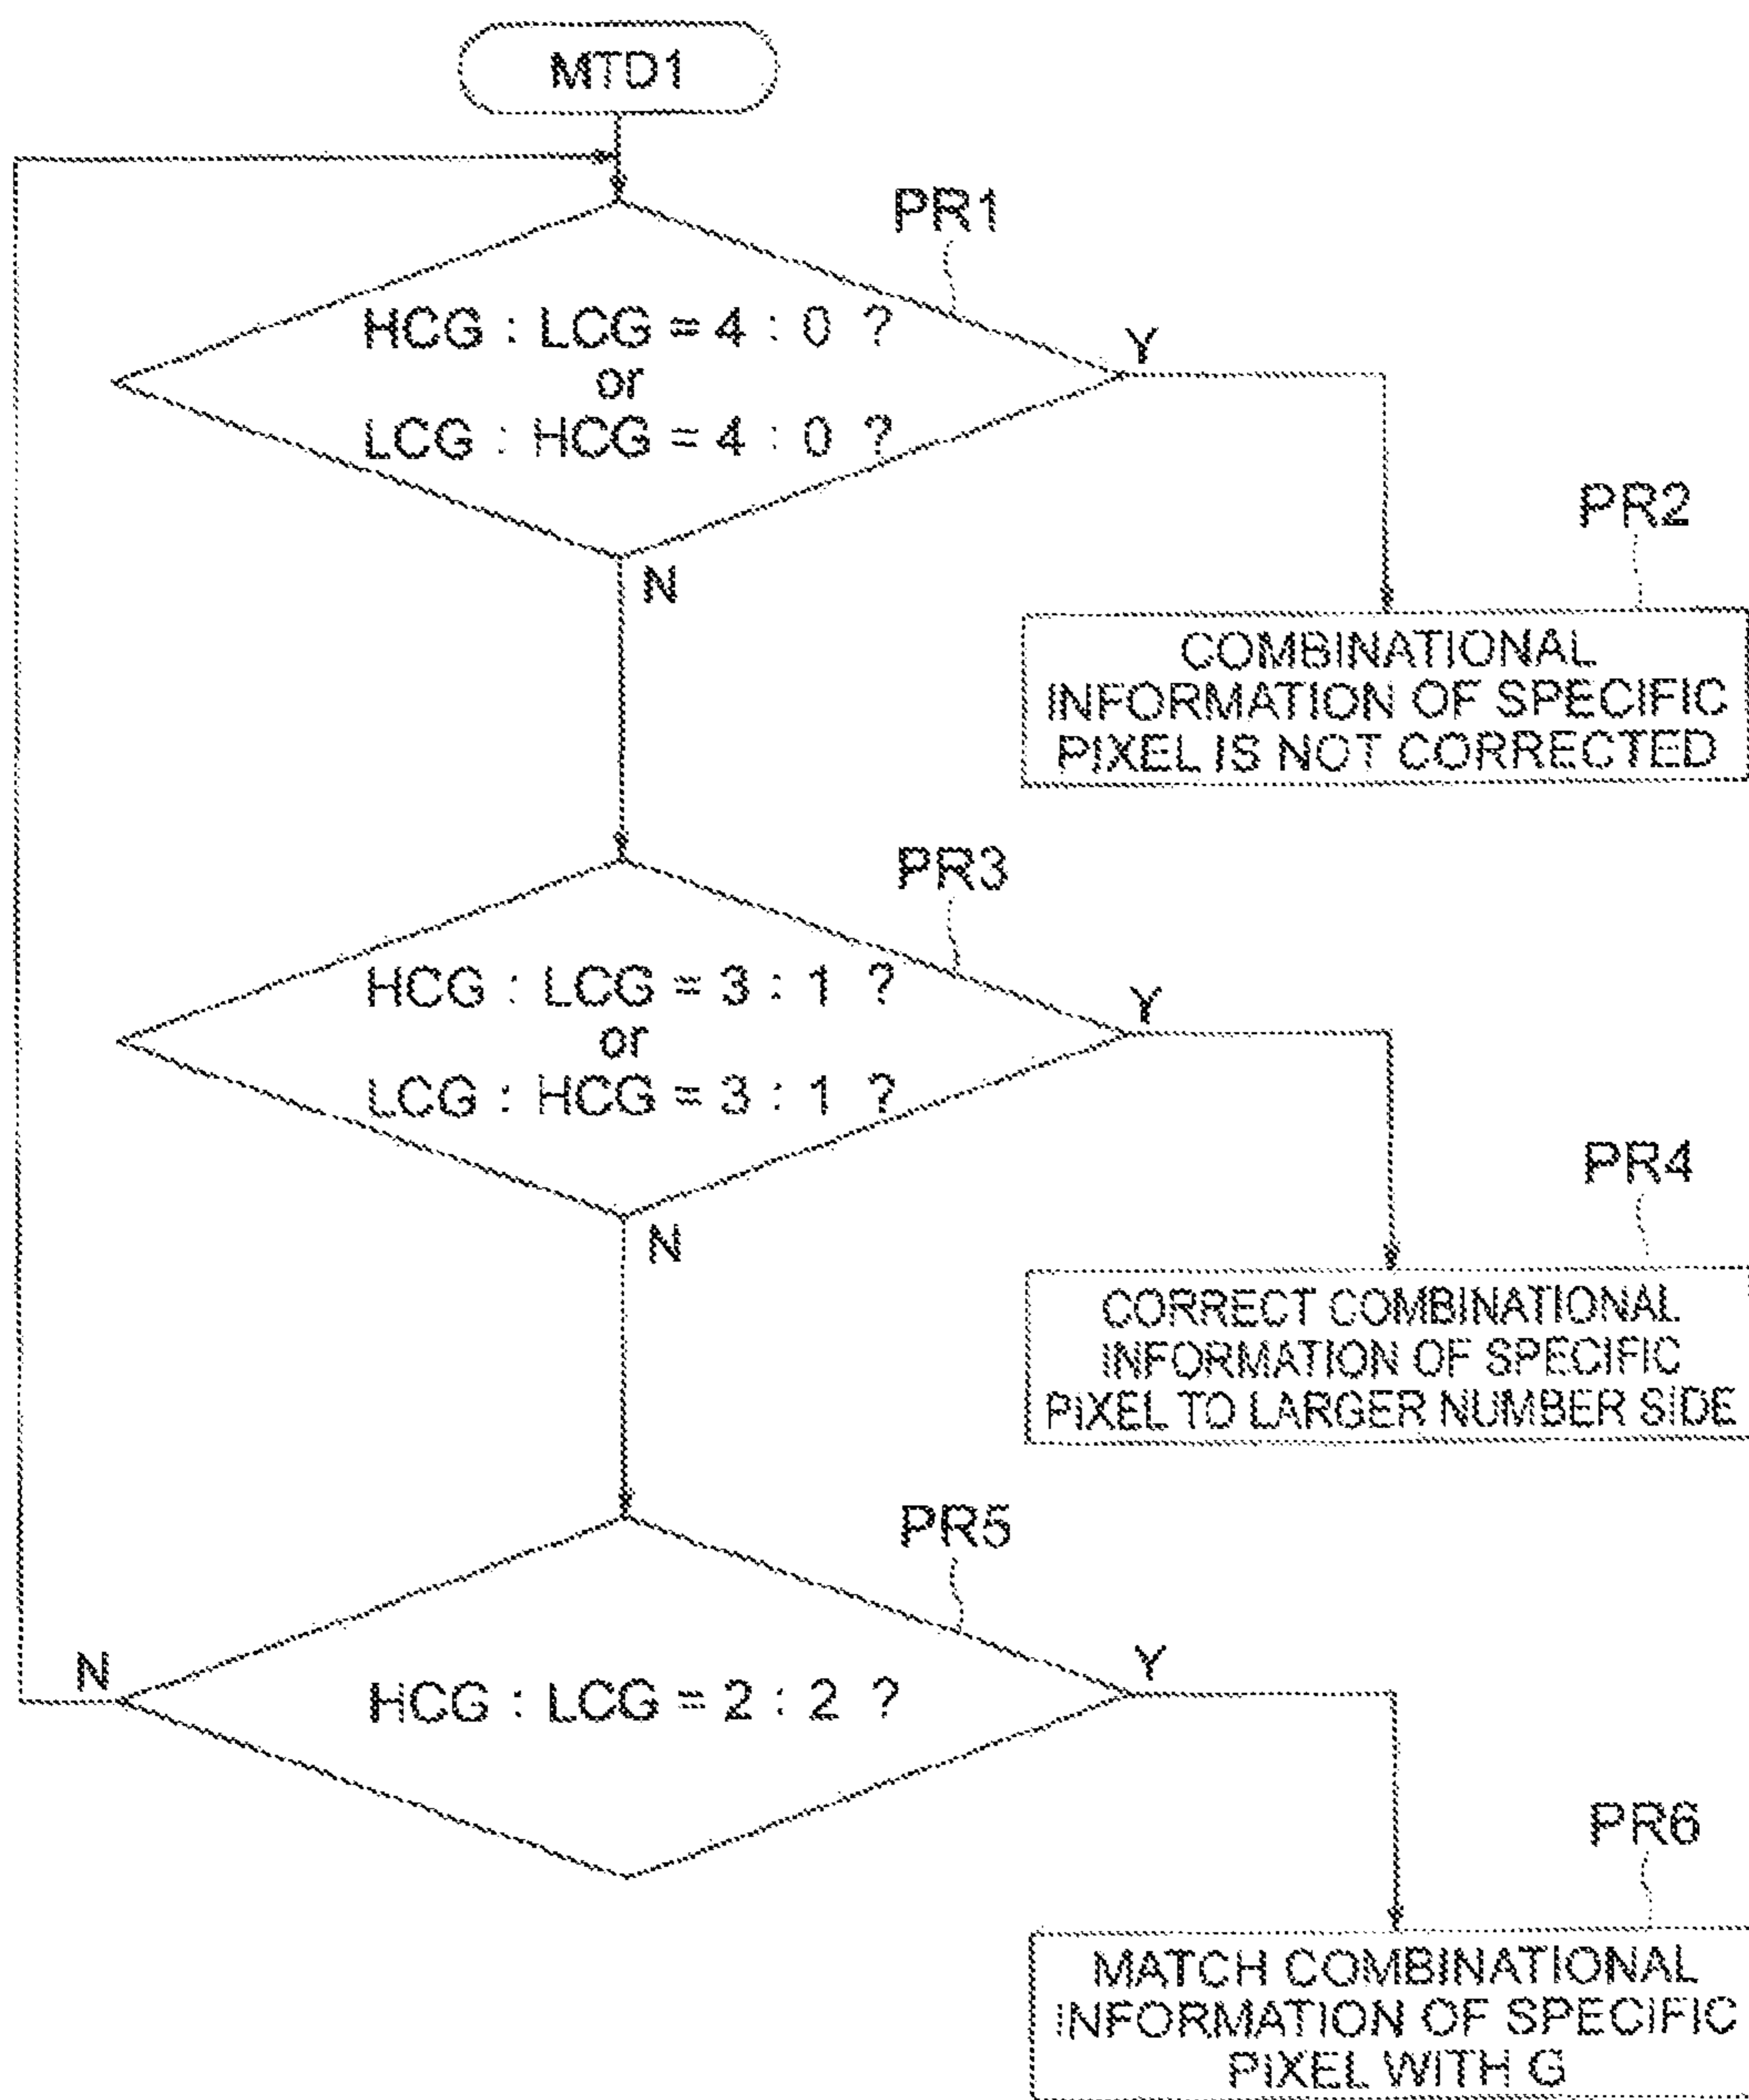 MTD1
PR1
HCG : LCG = 4 : 0 ?
or
LCG : HCG = 4 : 0 ?
Y
N
PR2
COMBINATIONAL
INFORMATION OF SPECIFIC
PIXEL IS NOT CORRECTED
PR3
HCG : LCG = 3 : 1 ?
or
LCG : HCG = 3 : 1 ?
Y
N
PR4
CORRECT COMBINATIONAL
INFORMATION OF SPECIFIC
PIXEL TO LARGER NUMBER SIDE
PR5
HCG : LCG = 2 : 2 ?
Y
N
PR6
MATCH COMBINATIONAL
INFORMATION OF SPECIFIC
PIXEL WITH G